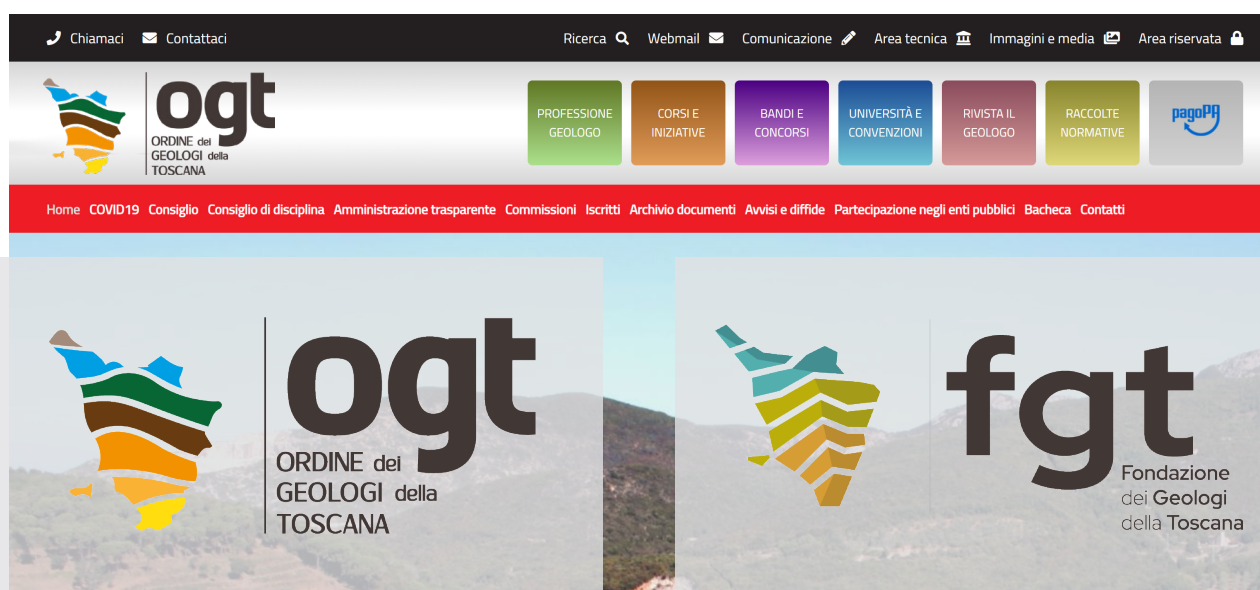 Chiamaci Contattaci Ricerca Webmail Comunicazione Area tecnica Immagini e media Area riservata
ogt
ORDINE dei
GEOLOGI della
TOSCANA
PROFESSIONE
GEOLOGO
CORSI E
INIZIATIVE
BANDI E
CONCORSI
UNIVERSITÀ E
CONVENZIONI
RIVISTA IL
GEOLOGO
RACCOLTE
NORMATIVE
pagoPA
Home COVID19 Consiglio Consiglio di disciplina Amministrazione trasparente Commissioni Iscritti Archivio documenti Avvisi e diffide Partecipazione negli enti pubblici Bacheca Contatti
ogt
ORDINE dei
GEOLOGI della
TOSCANA
fgt
Fondazione
dei Geologi
della Toscana